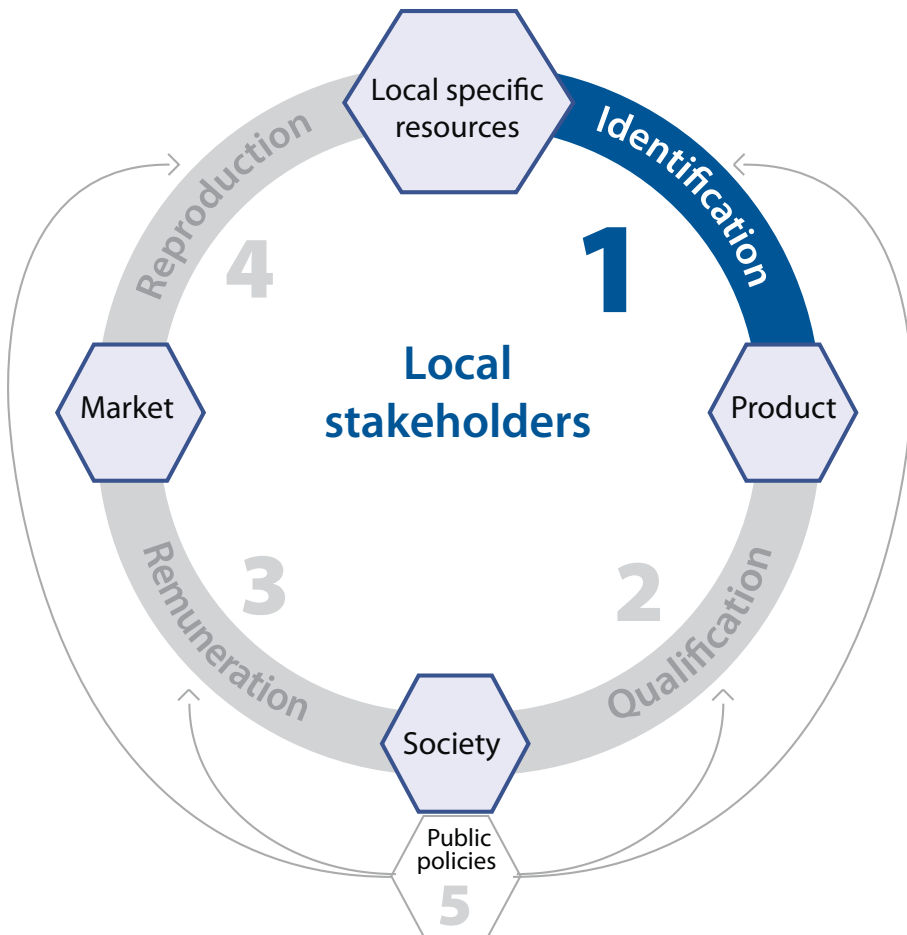 Local specific
resources
Identification
1
Reproduction
4
Local
stakeholders
Market
Product
3
Remuneration
2
Qualification
Society
Public
policies
5